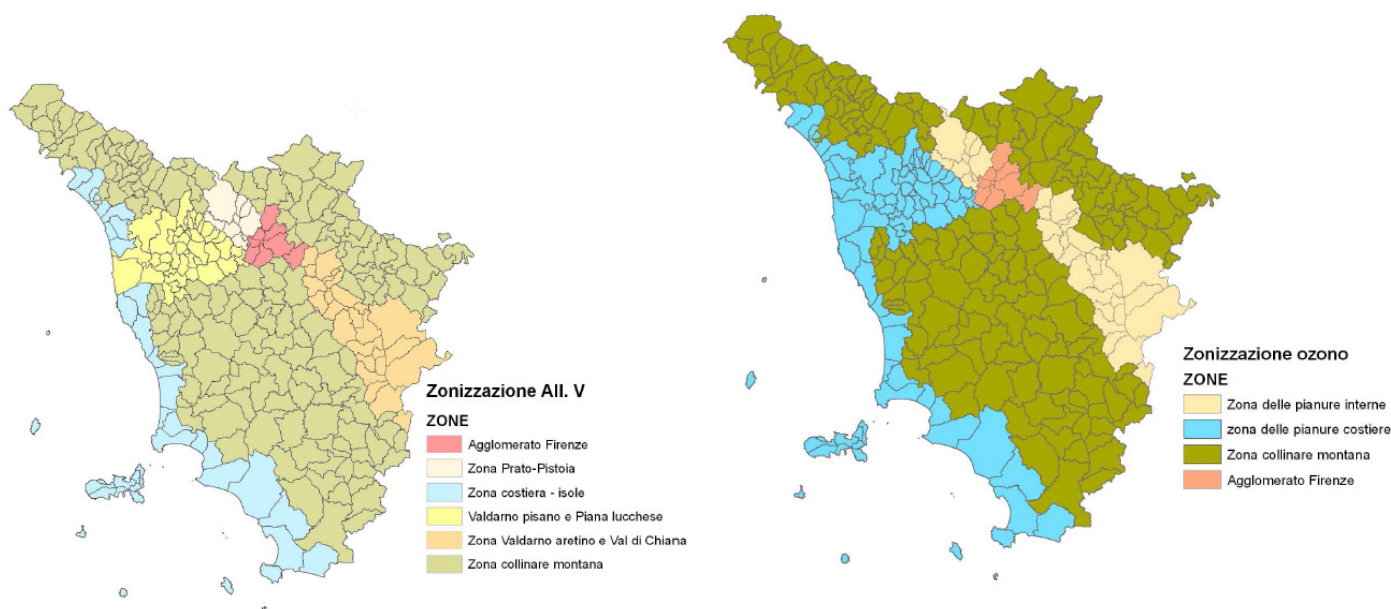 Zonizzazione All. V
ZONE
Agglomerato Firenze
Zona Prato-Pistoia
Zona costiera - isole
Valdarno pisano e Piana lucchese
Zona Valdarno aretino e Val di Chiana
Zona collinare montana
Zonizzazione ozono
ZONE
Zona delle pianure interne
zona delle pianure costiere
Zona collinare montana
Agglomerato Firenze